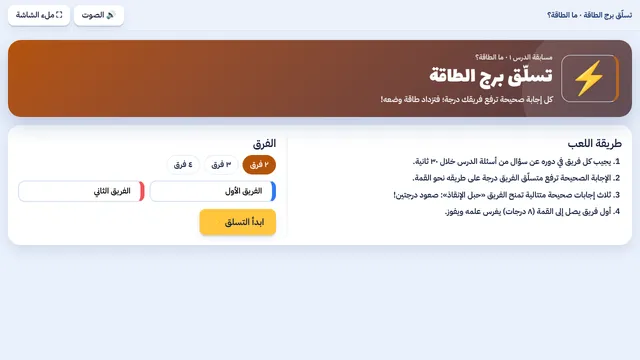 تسلّق برج الطاقة · ما الطاقة؟
🔊 الصوت
⛶ ملء الشاشة
مسابقة الدرس ١ · ما الطاقة؟
تسلّق برج الطاقة
كل إجابة صحيحة ترفع فريقك درجة؛ فتزداد طاقة وضعه!
طريقة اللعب
1. يجيب كل فريق في دوره عن سؤال من أسئلة الدرس خلال ٣٠ ثانية.
2. الإجابة الصحيحة ترفع متسلّق الفريق درجة على طريقه نحو القمة.
3. ثلاث إجابات صحيحة متتالية تمنح الفريق «حبل الإنقاذ»: صعود درجتين!
4. أول فريق يصل إلى القمة (٨ درجات) يغرس علمه ويفوز.
الفرق
٢ فرق
٣ فرق
٤ فرق
الفريق الأول
الفريق الثاني
ابدأ التسلق